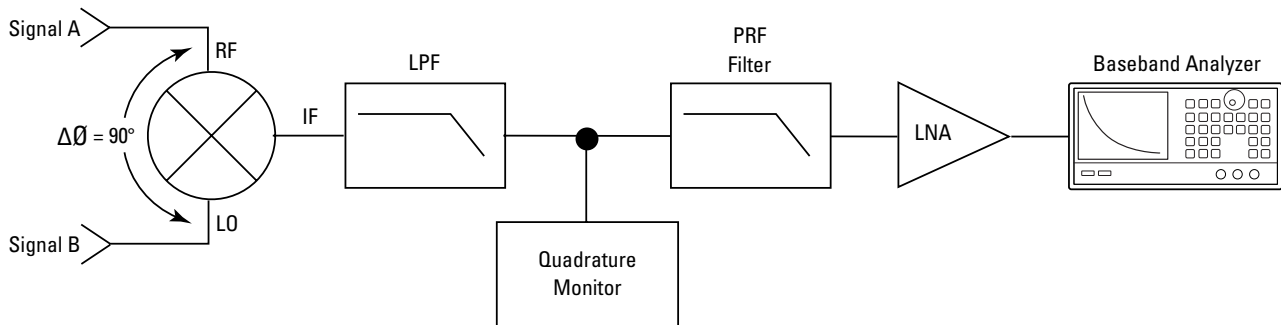 Signal A
RF
ΔØ = 90°
Signal B
LO
IF
LPF
Quadrature
Monitor
PRF
Filter
LNA
Baseband Analyzer